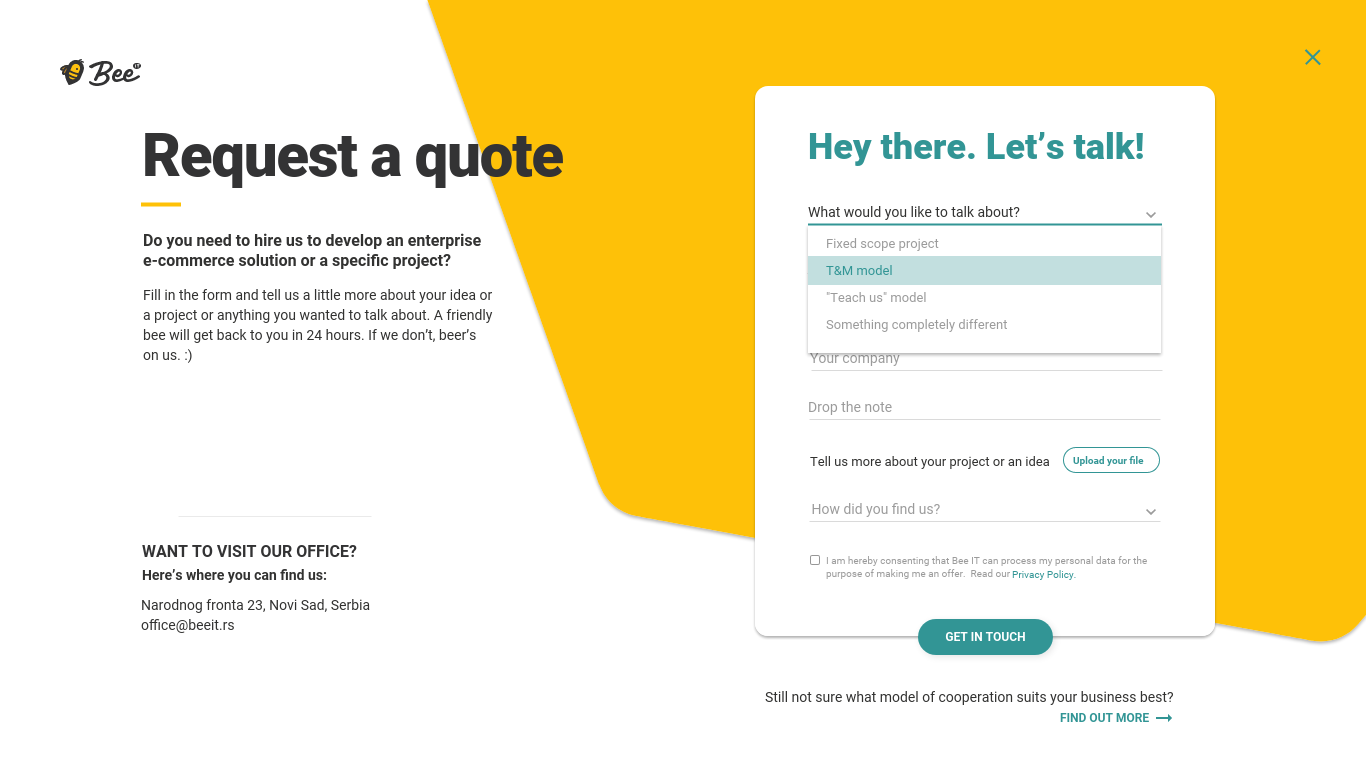 Bee IT
Request a quote
Do you need to hire us to develop an enterprise
e-commerce solution or a specific project?
Fill in the form and tell us a little more about your idea or
a project or anything you wanted to talk about. A friendly
bee will get back to you in 24 hours. If we don’t, beer’s
on us. :)
WANT TO VISIT OUR OFFICE?
Here’s where you can find us:
Narodnog fronta 23, Novi Sad, Serbia
office@beeit.rs
Hey there. Let’s talk!
What would you like to talk about?
Fixed scope project
T&M model
"Teach us" model
Something completely different
Your company
Drop the note
Tell us more about your project or an idea
Upload your file
How did you find us?
I am hereby consenting that Bee IT can process my personal data for the
purpose of making me an offer. Read our Privacy Policy.
GET IN TOUCH
Still not sure what model of cooperation suits your business best?
FIND OUT MORE